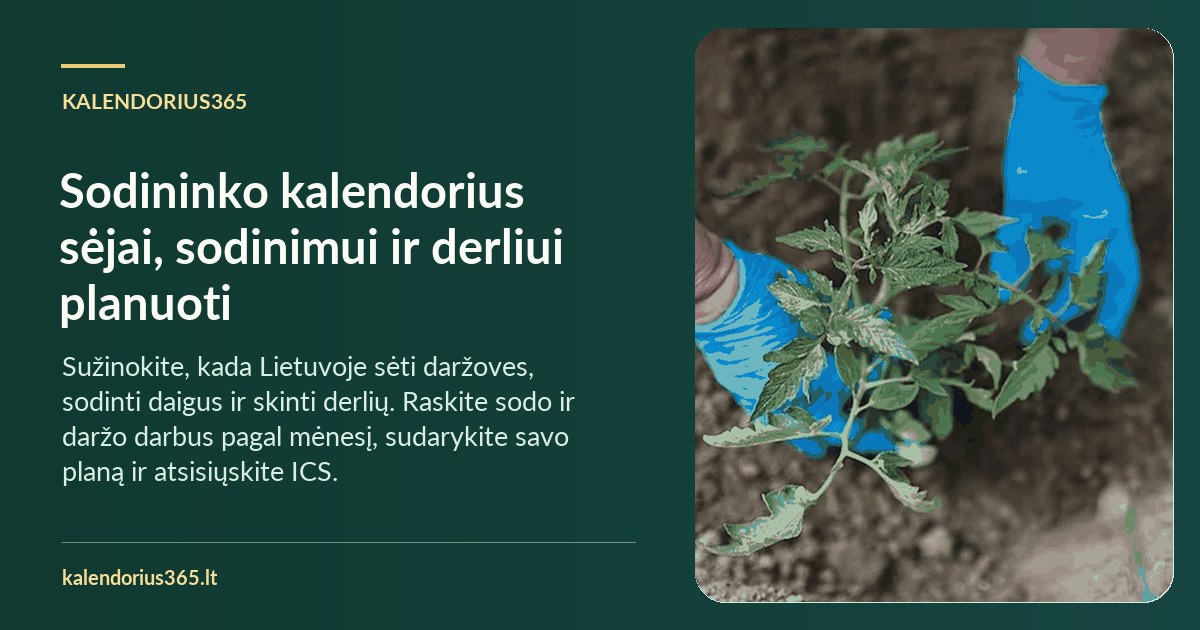 KALENDORIUS365
Sodininko kalendorius
sėjai, sodinimui ir derliui
planuoti
Sužinokite, kada Lietuvoje sėti daržoves,
sodinti daigus ir skinti derlių. Raskite sodo ir
daržo darbus pagal mėnesį, sudarykite savo
planą ir atsisiųskite ICS.
kalendorius365.lt